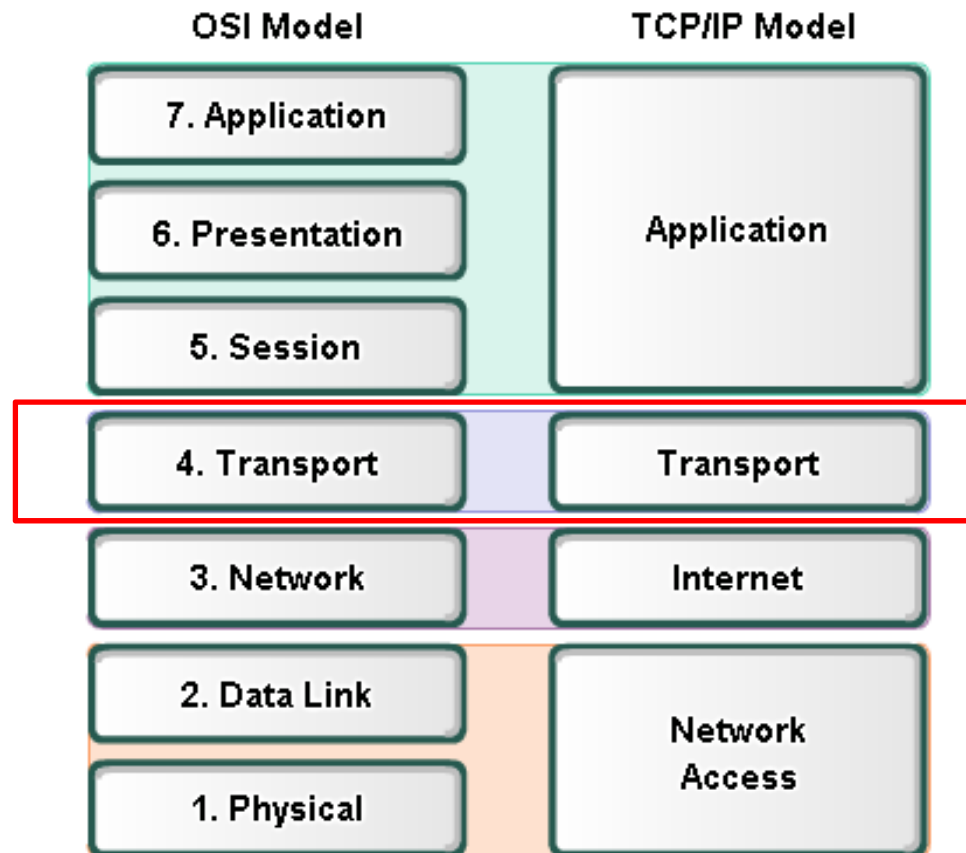 OSI Model
TCP/IP Model
7. Application
6. Presentation
5. Session
Application
4. Transport
Transport
3. Network
Internet
2. Data Link
1. Physical
Network
Access